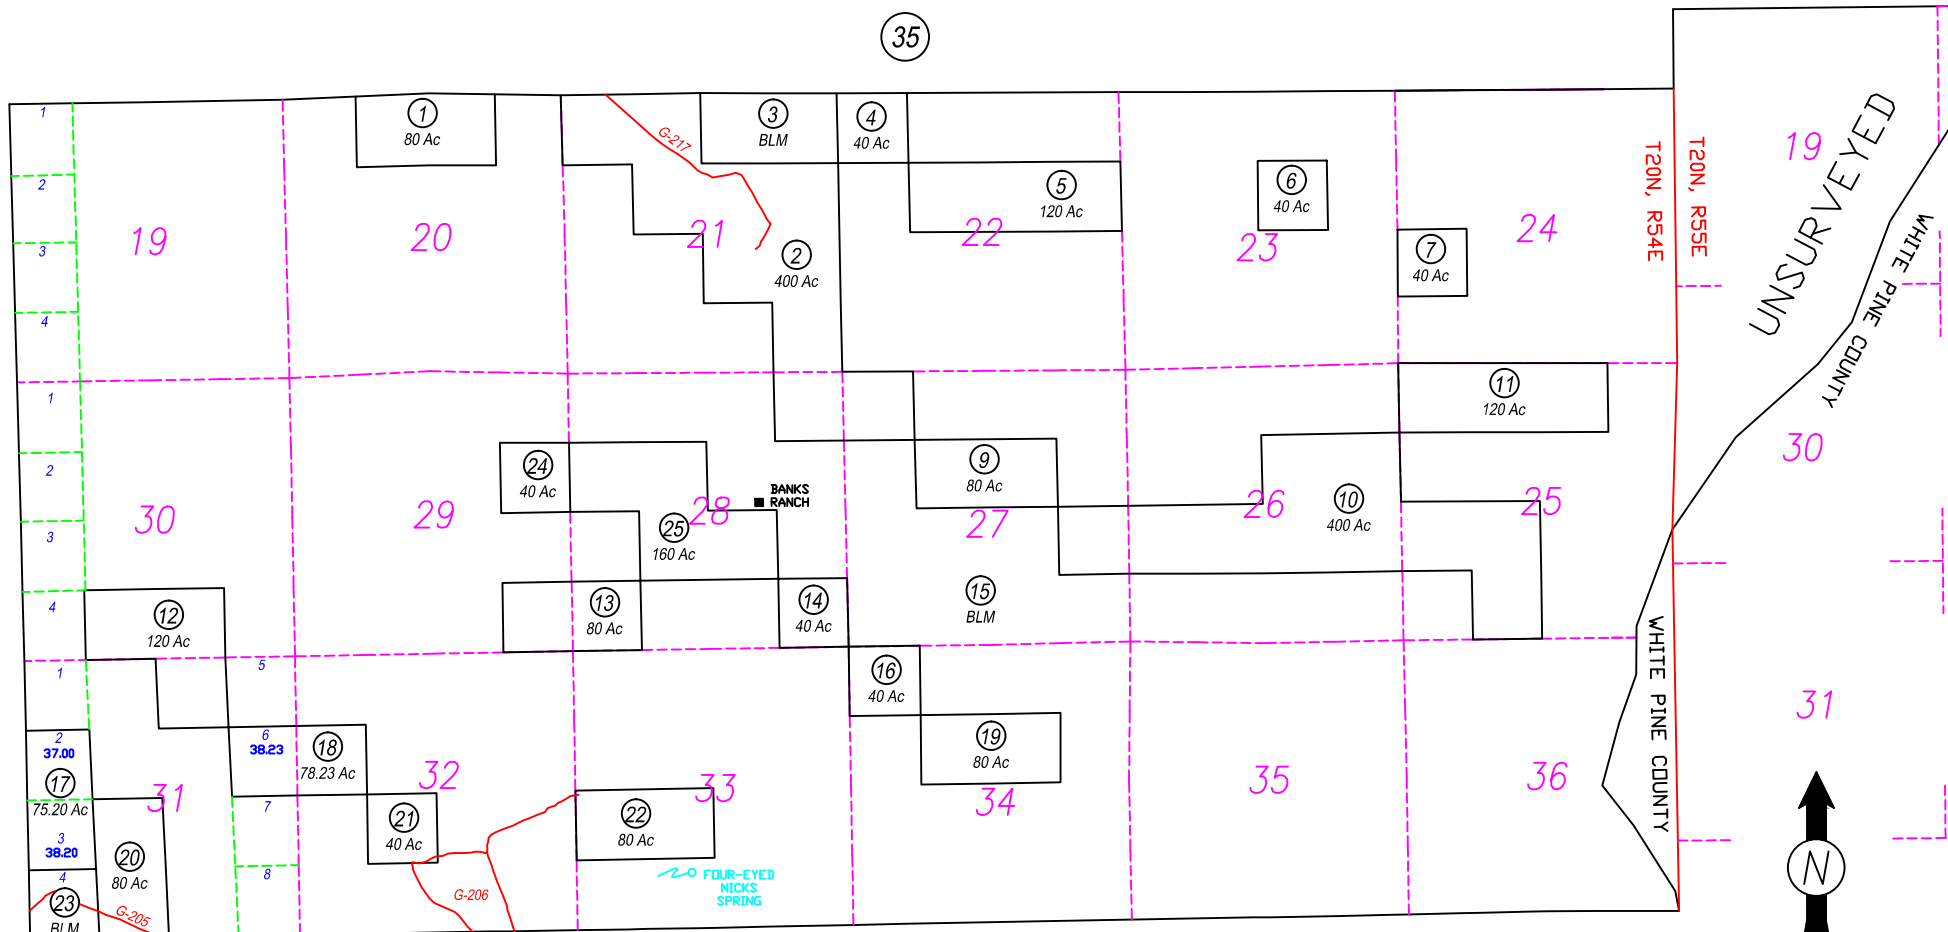 35
1
1
80 Ac
G-217
3
BLM
4
40 Ac
2
5
120 Ac
6
40 Ac
T20N, R54E
T20N, R55E
19
UNSURVEYED
WHITE PINE COUNTY
3
19
20
21
22
23
24
2
400 Ac
7
40 Ac
4
1
11
120 Ac
2
24
40 Ac
9
80 Ac
30
BANKS
RANCH
30
29
28
27
26
25
10
400 Ac
3
25
160 Ac
4
12
120 Ac
13
80 Ac
14
40 Ac
15
BLM
1
5
16
40 Ac
WHITE PINE COUNTY
31
2
37.00
6
38.23
18
78.23 Ac
19
80 Ac
17
75.20 Ac
31
32
33
34
35
36
7
21
40 Ac
22
80 Ac
3
38.20
20
80 Ac
4
8
FOUR-EYED
NICKS
SPRING
23
BLM
G-205
G-206
N